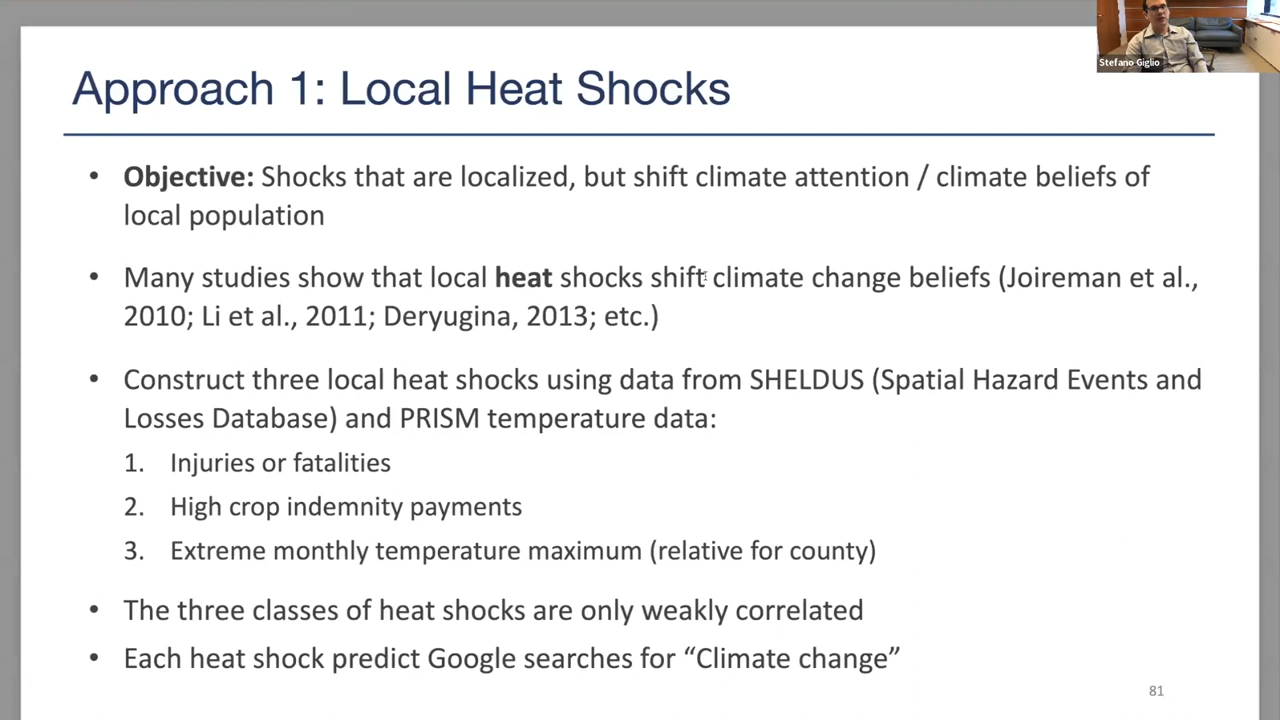 Stefano Giglio
Approach 1: Local Heat Shocks
• Objective: Shocks that are localized, but shift climate attention / climate beliefs of
local population
• Many studies show that local heat shocks shift climate change beliefs (Joireman et al.,
2010; Li et al., 2011; Deryugina, 2013; etc.)
• Construct three local heat shocks using data from SHELDUS (Spatial Hazard Events and
Losses Database) and PRISM temperature data:
1. Injuries or fatalities
2. High crop indemnity payments
3. Extreme monthly temperature maximum (relative for county)
• The three classes of heat shocks are only weakly correlated
• Each heat shock predict Google searches for “Climate change”
81